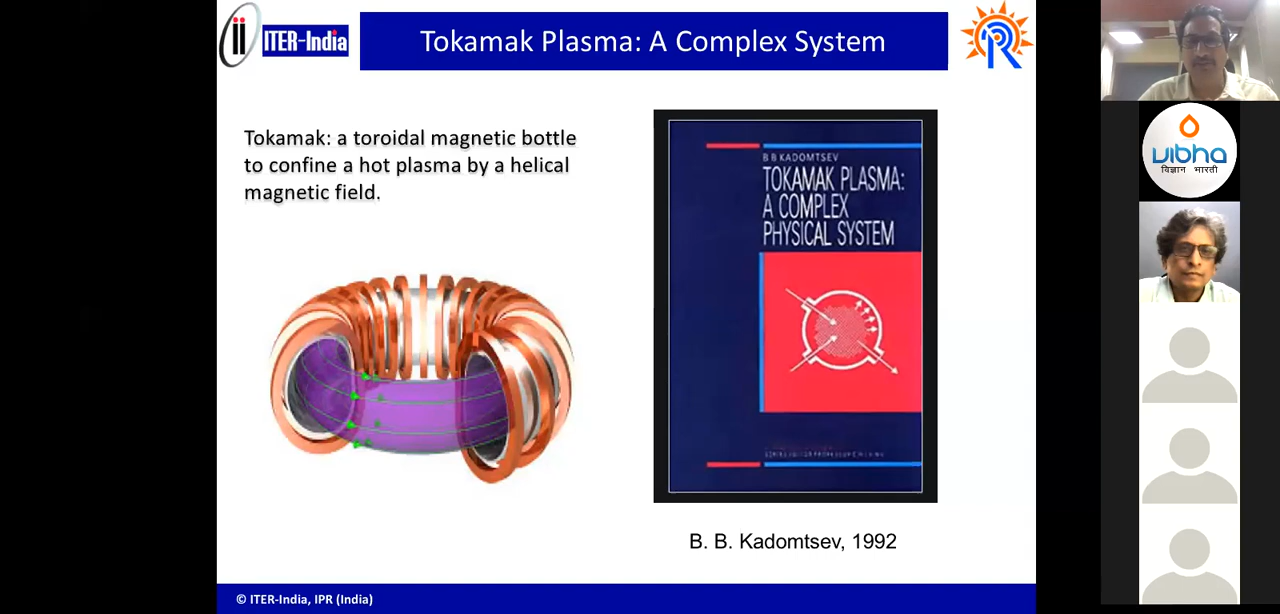 ITER-India
Tokamak Plasma: A Complex System
Tokamak: a toroidal magnetic bottle
to confine a hot plasma by a helical
magnetic field.
B B KADOMTSEV
TOKAMAK PLASMA:
A COMPLEX
PHYSICAL SYSTEM
B. B. Kadomtsev, 1992
© ITER-India, IPR (India)
vibha
विज्ञान भारती